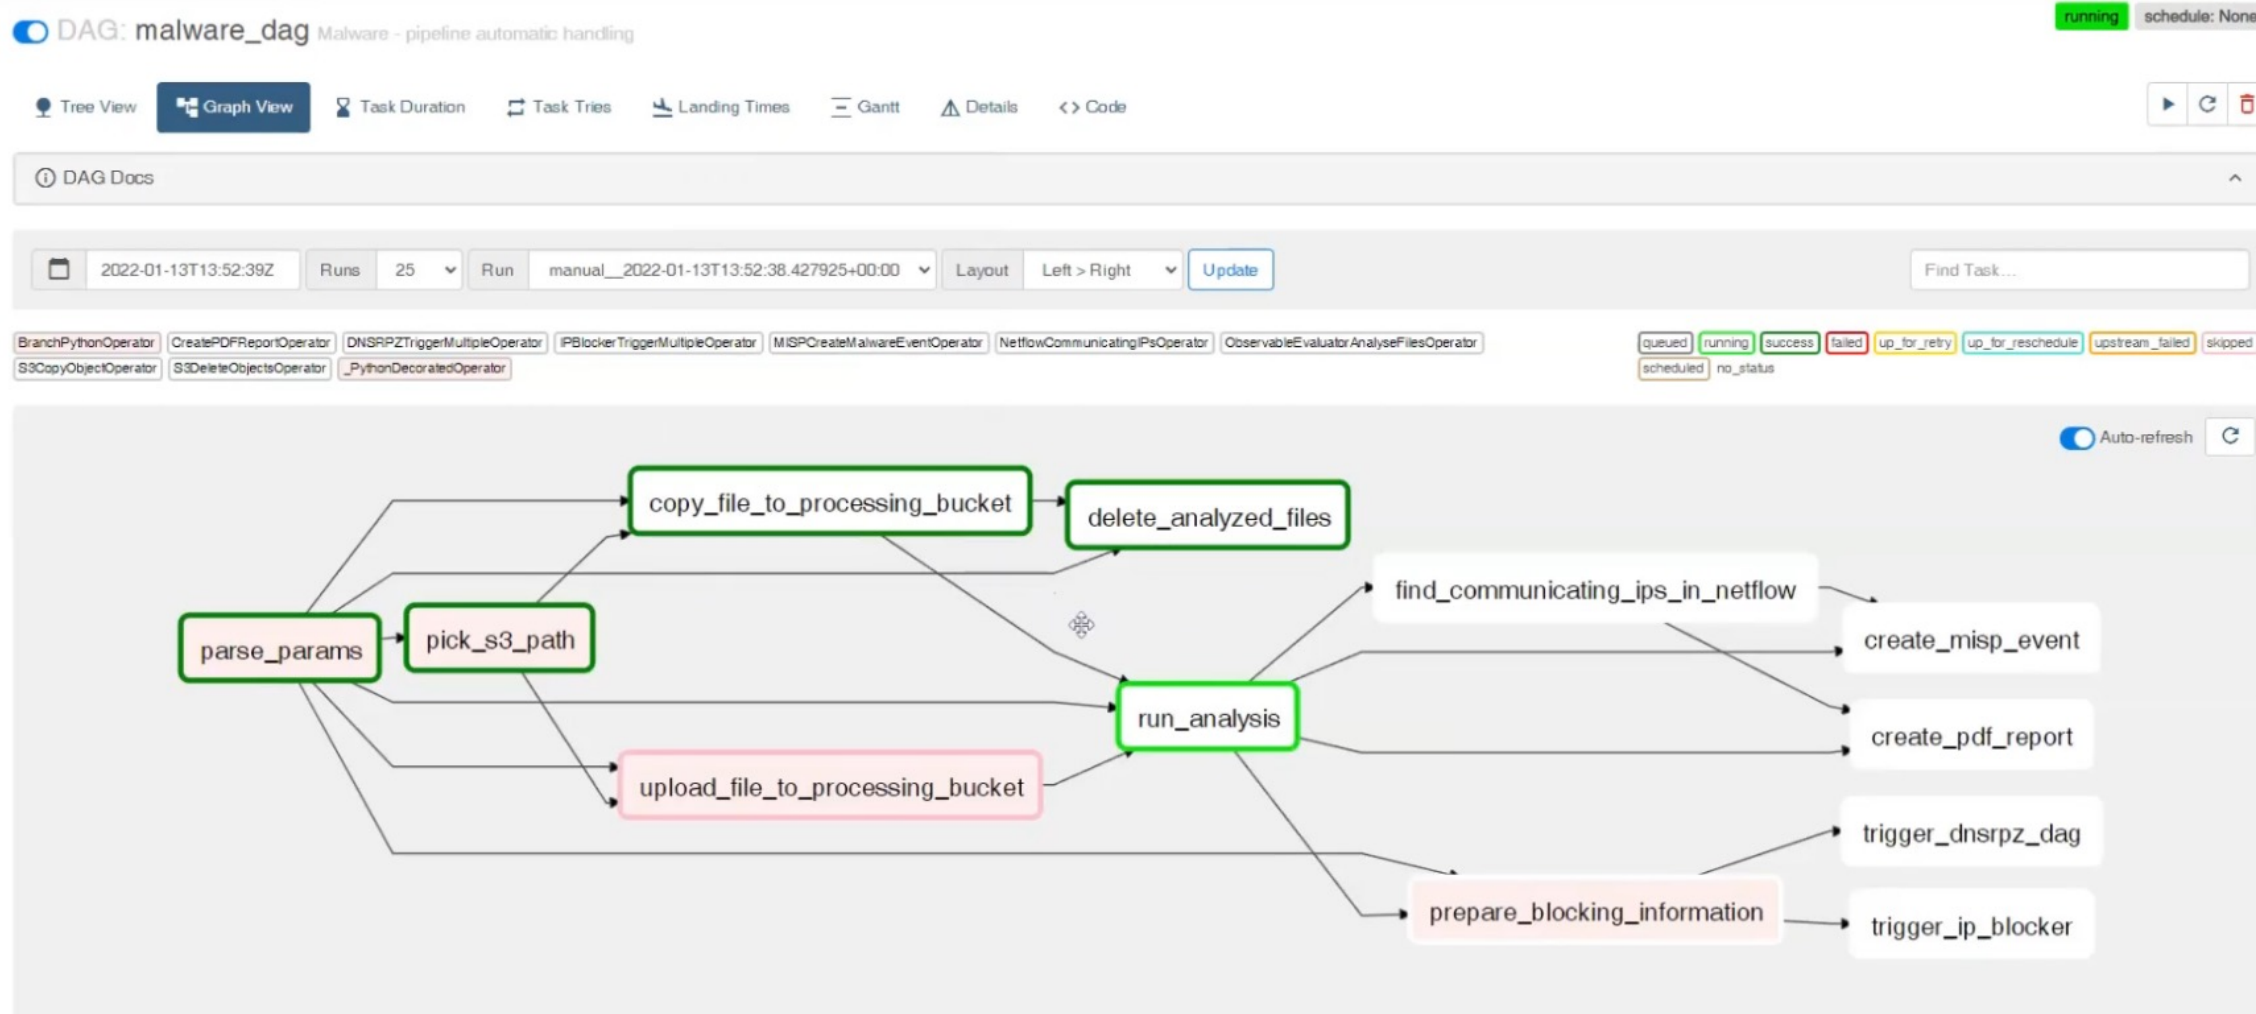 DAG: malware_dag Malware - pipeline automatic handling
running schedule: None
Tree View Graph View Task Duration Task Tries Landing Times Gantt Details <> Code
DAG Docs
2022-01-13T13:52:39Z Runs 25 Run manual__2022-01-13T13:52:38.427925+00:00 Layout Left > Right Update Find Task...
BranchPythonOperator CreatePDFReportOperator DNSRPZTriggerMultipleOperator IPBlockerTriggerMultipleOperator MISPCreateMalwareEventOperator NetflowCommunicatingIPsOperator ObservableEvaluatorAnalyseFilesOperator
S3CopyObjectOperator S3DeleteObjectsOperator _PythonDecoratedOperator
queued running success failed up_for_retry up_for_reschedule upstream_failed skipped
scheduled no_status
Auto-refresh
copy_file_to_processing_bucket
delete_analyzed_files
find_communicating_ips_in_netflow
parse_params
pick_s3_path
create_misp_event
run_analysis
create_pdf_report
upload_file_to_processing_bucket
trigger_dnsrpz_dag
prepare_blocking_information
trigger_ip_blocker